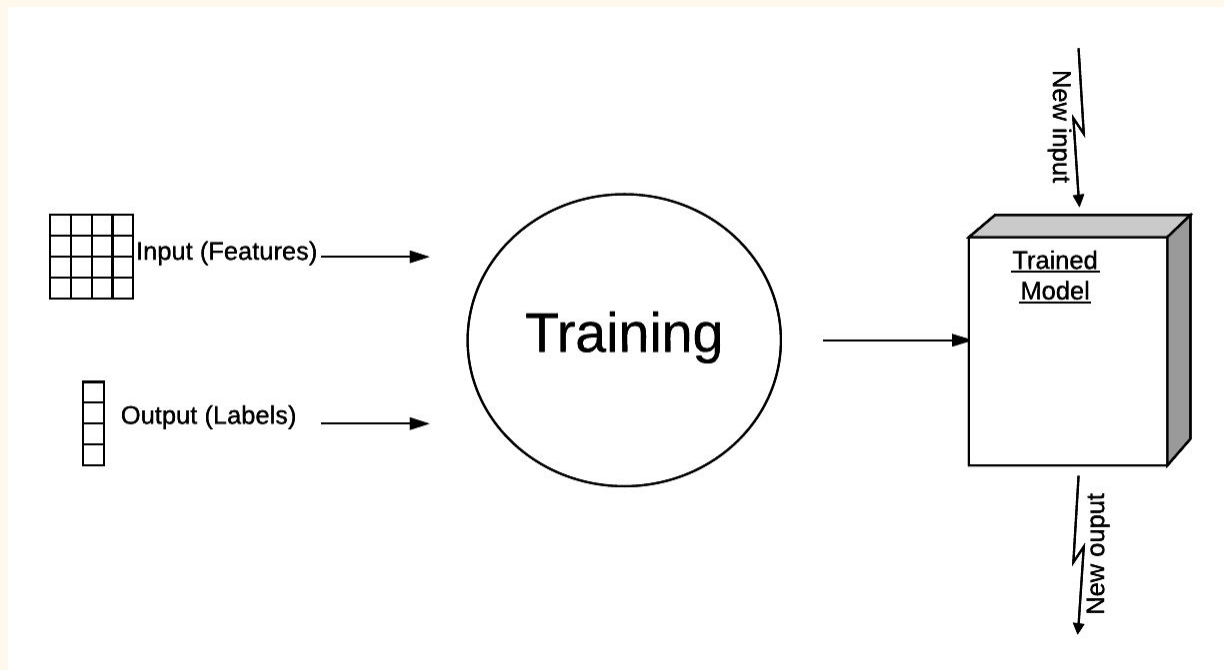 New input
Input (Features)
Trained
Model
Training
Output (Labels)
New ouput